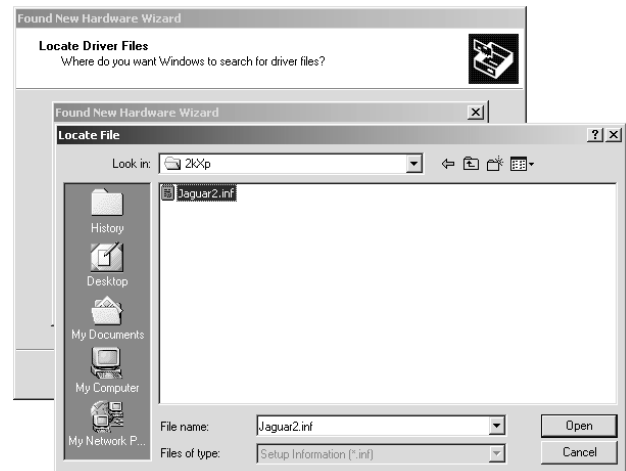 Found New Hardware Wizard
Locate Driver Files
Where do you want Windows to search for driver files?
Found New Hardware Wizard
Locate File
Look in:
2kXp
Jaguar2.inf
History
Desktop
My Documents
My Computer
My Network P...
File name:
Jaguar2.inf
Open
Files of type:
Setup Information (*.inf)
Cancel